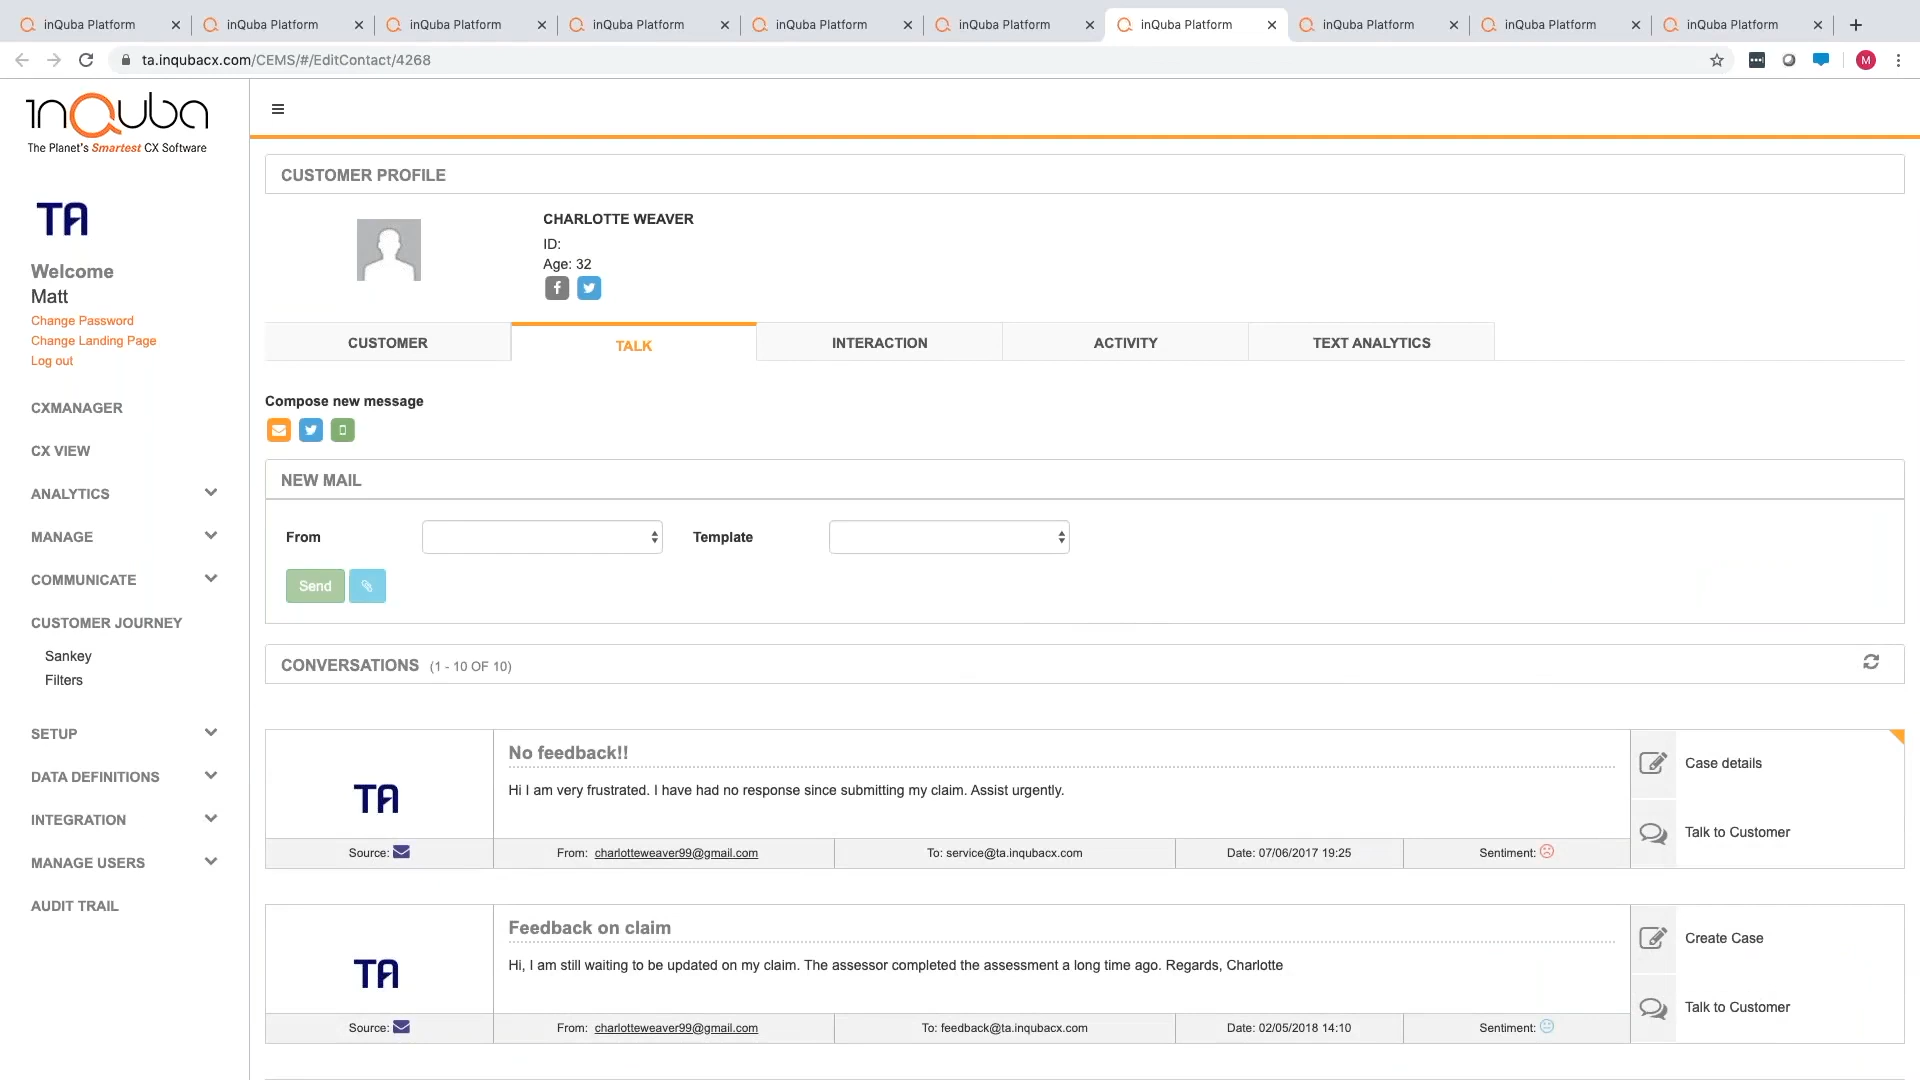 inQuba Platform inQuba Platform inQuba Platform inQuba Platform inQuba Platform inQuba Platform inQuba Platform inQuba Platform inQuba Platform inQuba Platform
ta.inqubacx.com/CEMS/#/EditContact/4268
M
inQuba
The Planet's Smartest CX Software
TA
Welcome
Matt
Change Password
Change Landing Page
Log out
CXMANAGER
CX VIEW
ANALYTICS
MANAGE
COMMUNICATE
CUSTOMER JOURNEY
Sankey
Filters
SETUP
DATA DEFINITIONS
INTEGRATION
MANAGE USERS
AUDIT TRAIL
CUSTOMER PROFILE
CHARLOTTE WEAVER
ID:
Age: 32
CUSTOMER TALK INTERACTION ACTIVITY TEXT ANALYTICS
Compose new message
NEW MAIL
From Template
Send
CONVERSATIONS (1 - 10 OF 10)
No feedback!!
Hi I am very frustrated. I have had no response since submitting my claim. Assist urgently.
TA
Case details
Talk to Customer
Source: From: charlotteweaver99@gmail.com To: service@ta.inqubacx.com Date: 07/06/2017 19:25 Sentiment:
Feedback on claim
Hi, I am still waiting to be updated on my claim. The assessor completed the assessment a long time ago. Regards, Charlotte
TA
Create Case
Talk to Customer
Source: From: charlotteweaver99@gmail.com To: feedback@ta.inqubacx.com Date: 02/05/2018 14:10 Sentiment: